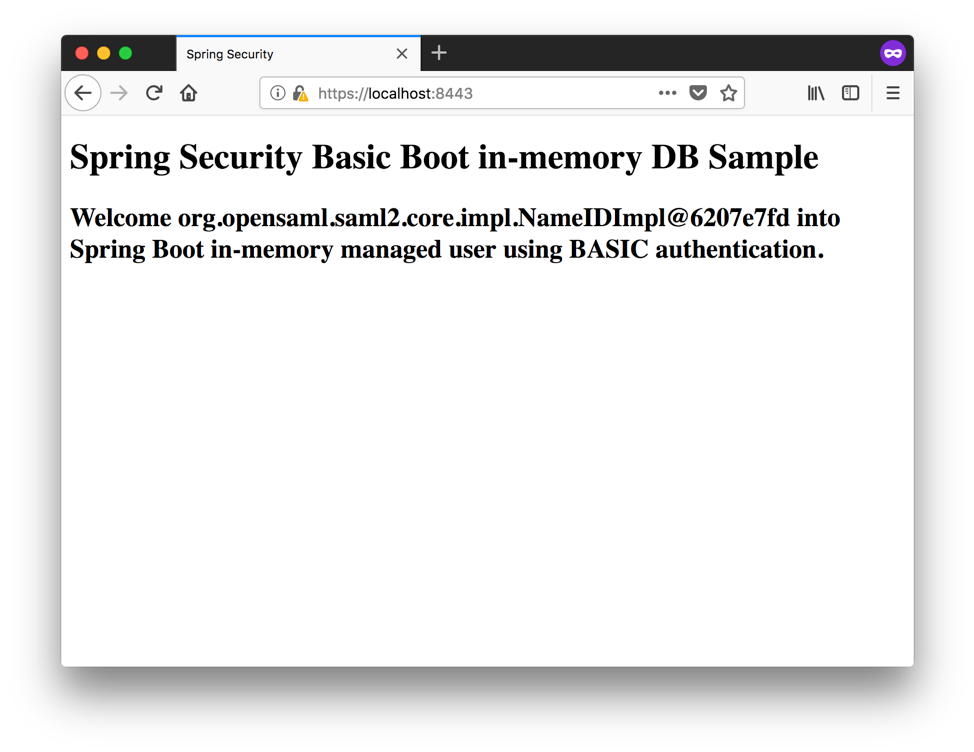 Spring Security
https://localhost:8443
Spring Security Basic Boot in-memory DB Sample
Welcome org.opensaml.saml2.core.impl.NameIDImpl@6207e7fd into
Spring Boot in-memory managed user using BASIC authentication.